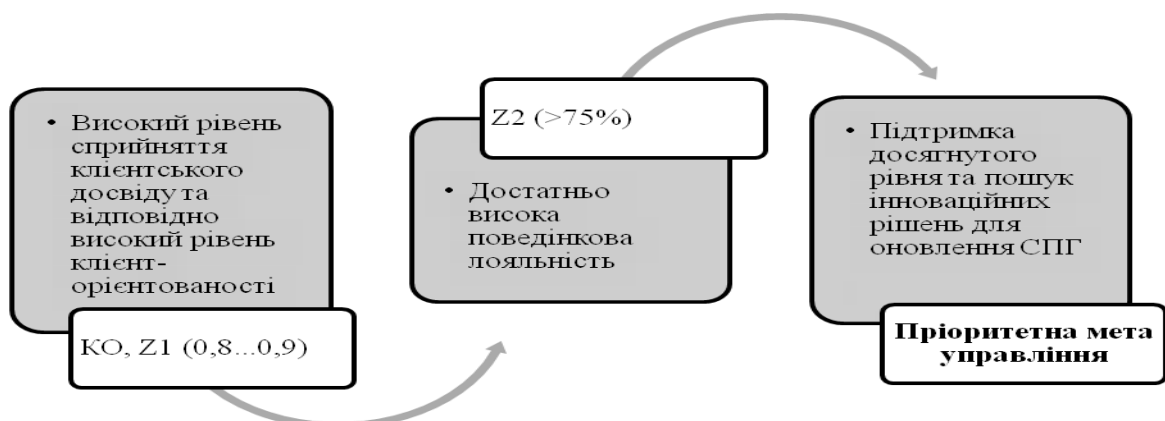 • Високий рівень
сприйняття
клієнтського
досвіду та
відповідно
високий рівень
клієнт-
орієнтованості
КО, Z1 (0,8...0,9)
Z2 (>75%)
• Достатньо
висока
поведінкова
лояльність
• Підтримка
досягнутого
рівня та пошук
інноваційних
рішень для
оновлення СПГ
Пріоритетна мета
управління